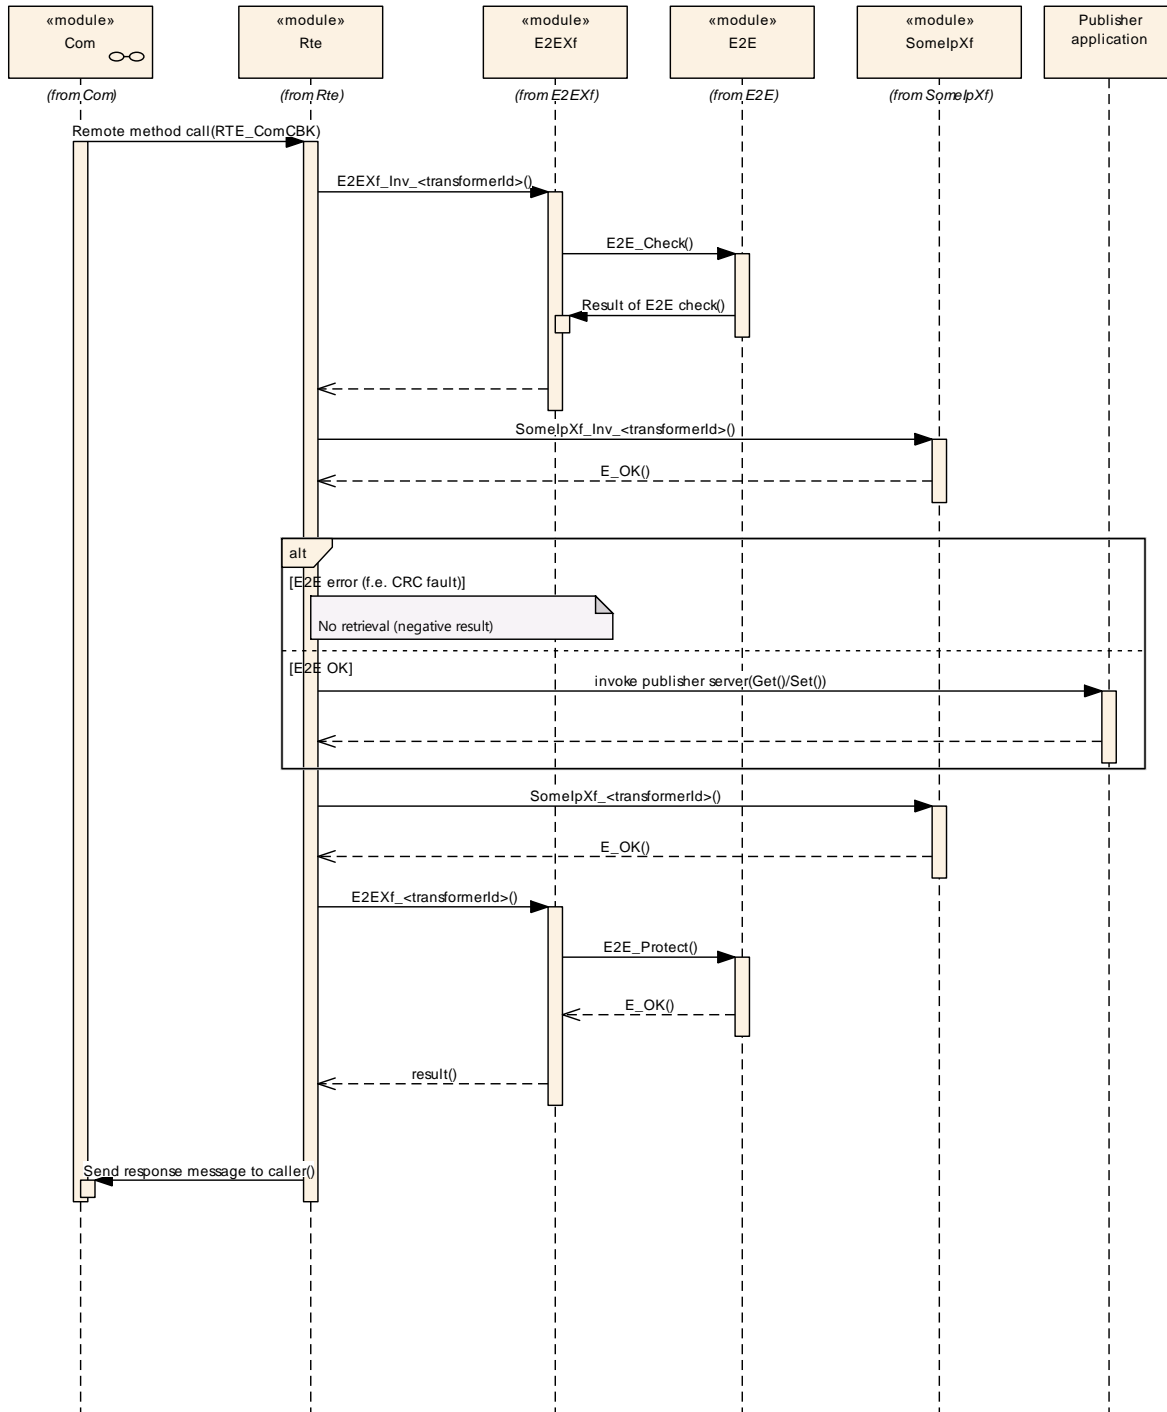 «module»
Com
«module»
Rte
«module»
E2EXf
«module»
E2E
«module»
SomeIpXf
Publisher
application
(from Com)
(from Rte)
(from E2EXf)
(from E2E)
(from SomeIpXf)
Remote method call(RTE_ComCBK)
E2EXf_Inv_<transformerId>()
E2E_Check()
Result of E2E check()
SomeIpXf_Inv_<transformerId>()
E_OK()
alt
[E2E error (f.e. CRC fault)]
No retrieval (negative result)
[E2E OK]
invoke publisher server(Get()/Set())
SomeIpXf_<transformerId>()
E_OK()
E2EXf_<transformerId>()
E2E_Protect()
E_OK()
result()
Send response message to caller()